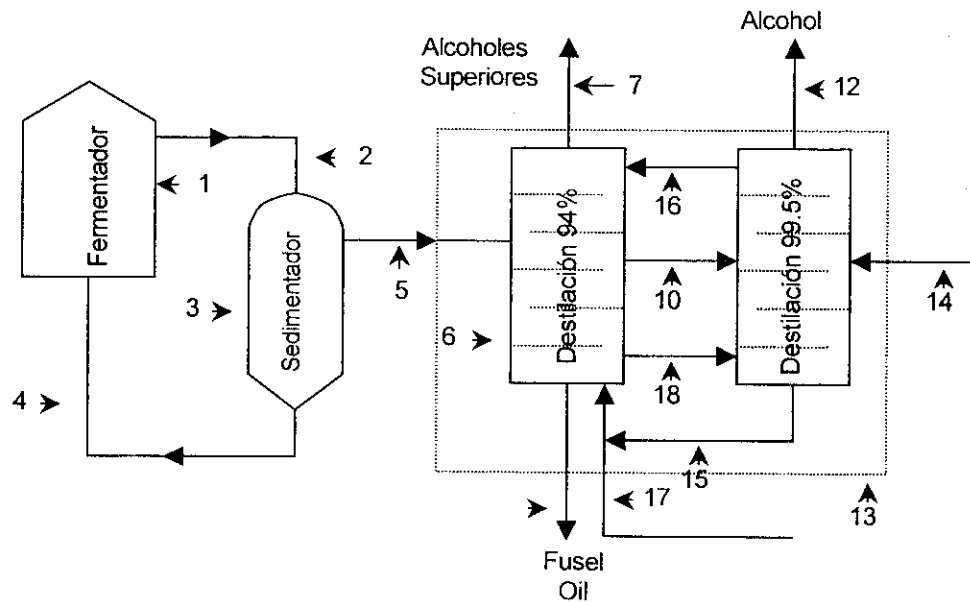 Alcoholes
Superiores
Alcohol
7
12
Fermentador
1
2
Sedimentador
3
4
5
6
Destilación 94%
16
10
18
Destilación 99.5%
14
15
17
13
Fusel
Oil